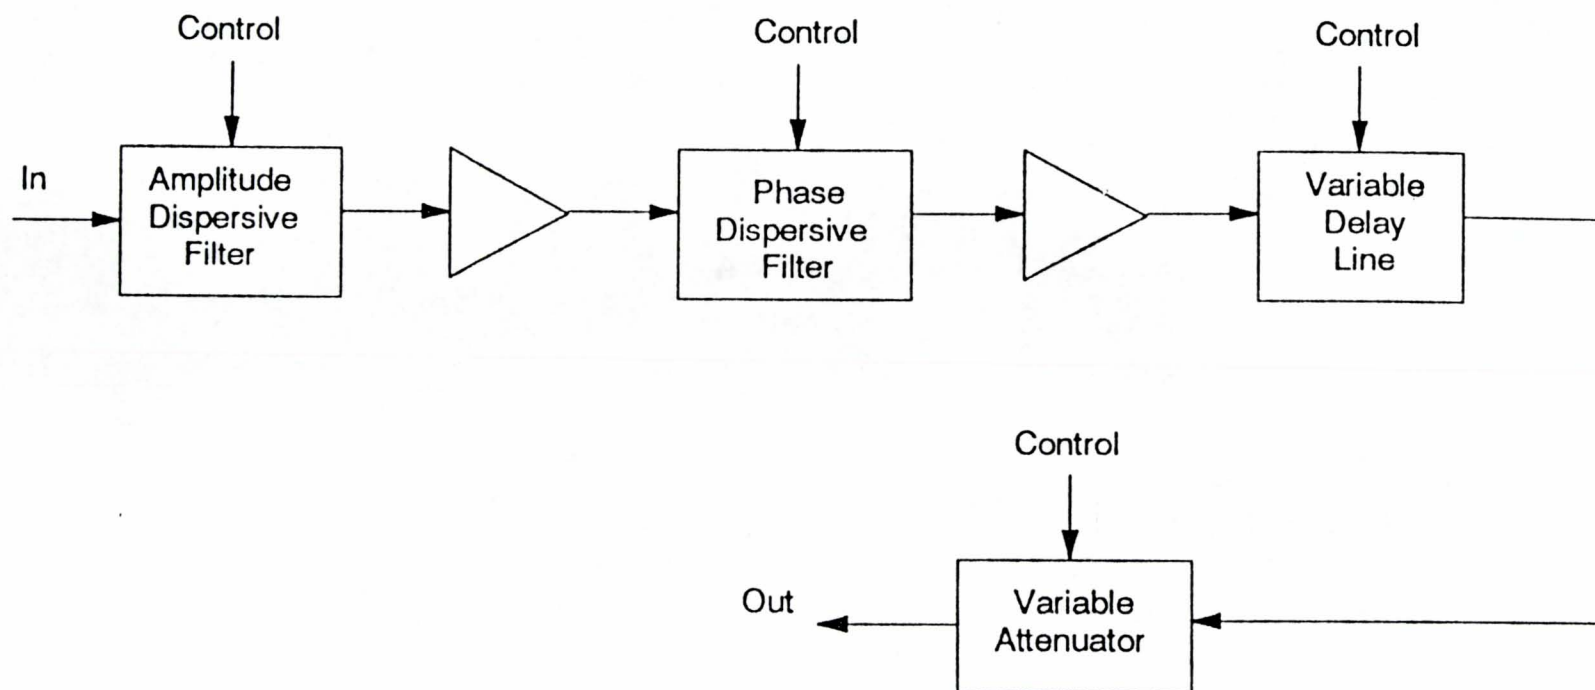 Control
Control
Control
In
Amplitude
Dispersive
Filter
Phase
Dispersive
Filter
Variable
Delay
Line
Control
Out
Variable
Attenuator